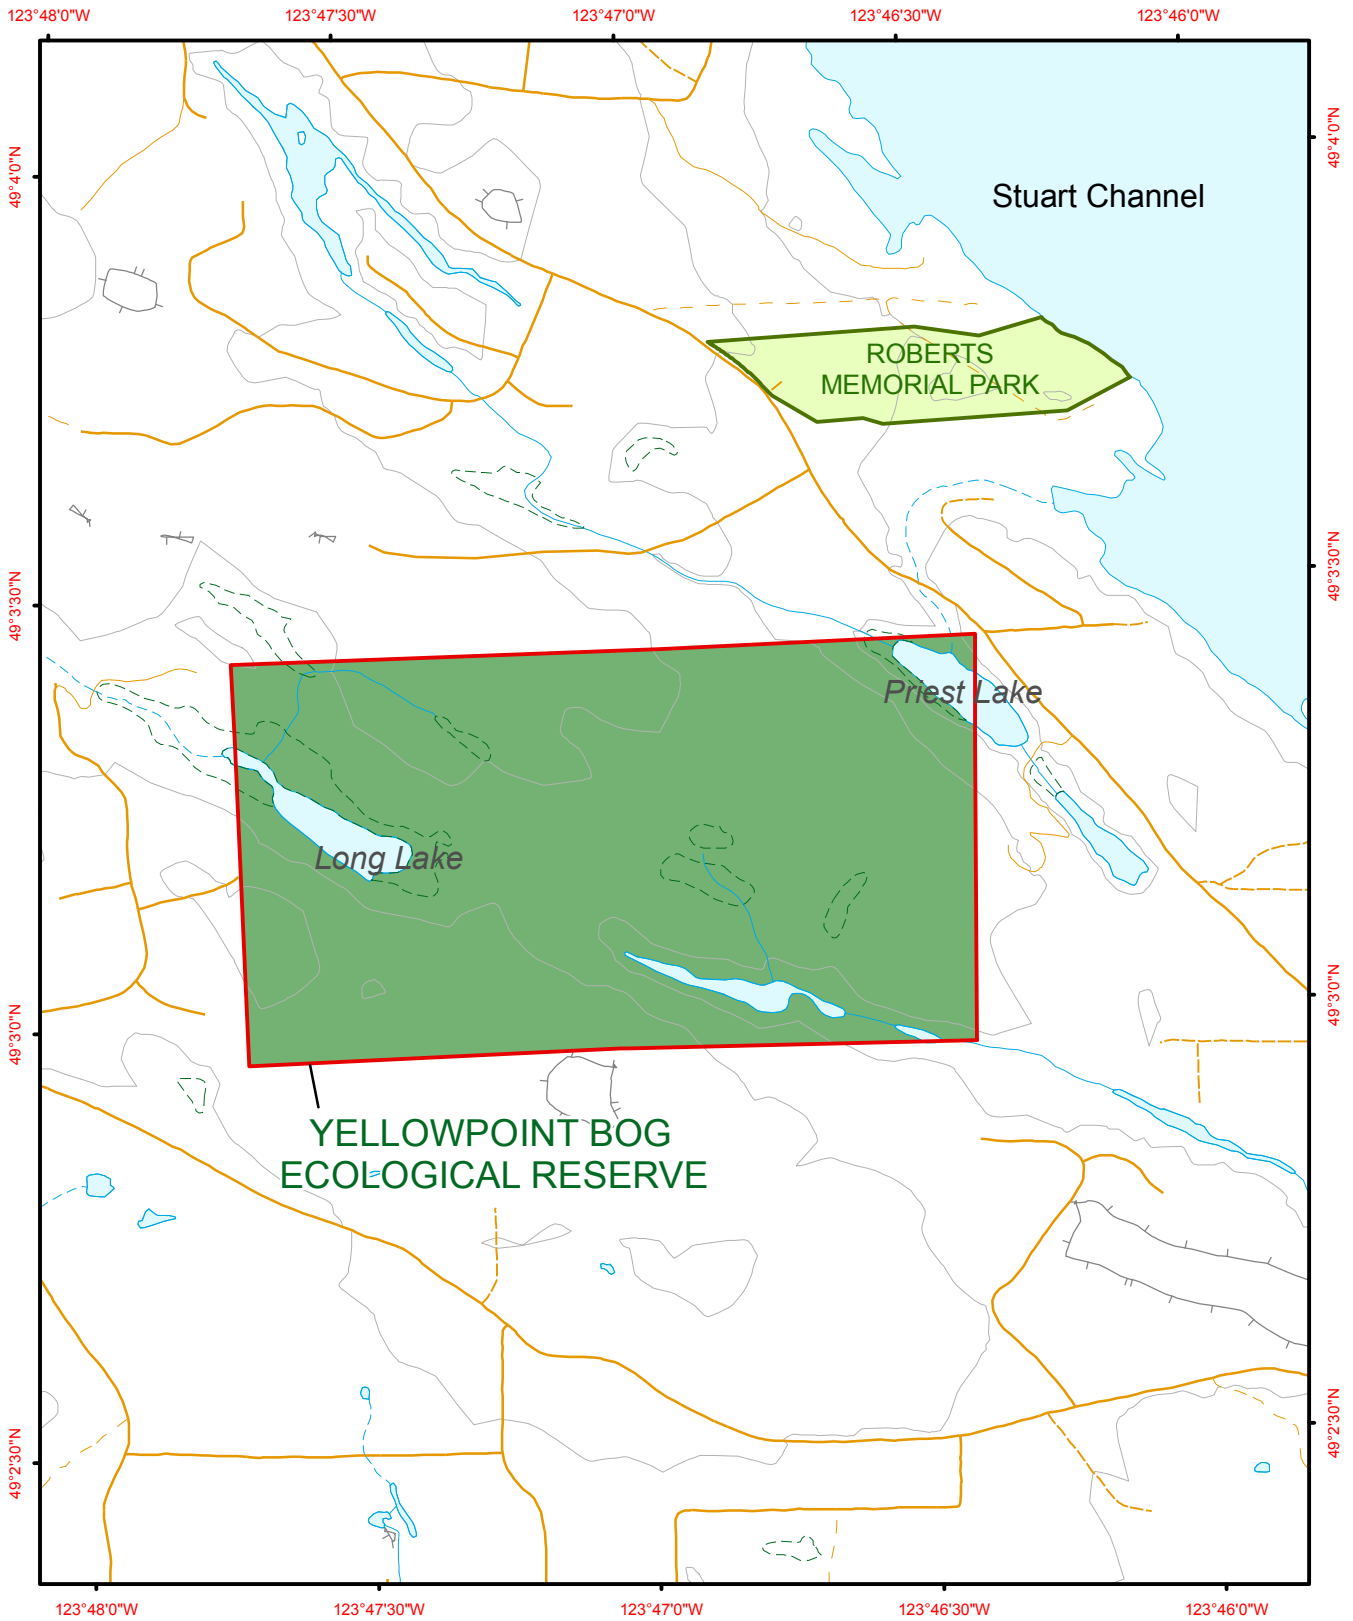 123°48'0"W
123°47'30"W
123°47'0"W
123°46'30"W
123°46'0"W
49°4'0"N
49°4'0"N
Stuart Channel
ROBERTS
MEMORIAL PARK
49°3'30"N
49°3'30"N
Priest Lake
Long Lake
49°3'0"N
49°3'0"N
YELLOWPOINT BOG
ECOLOGICAL RESERVE
49°2'30"N
49°2'30"N
123°48'0"W
123°47'30"W
123°47'0"W
123°46'30"W
123°46'0"W